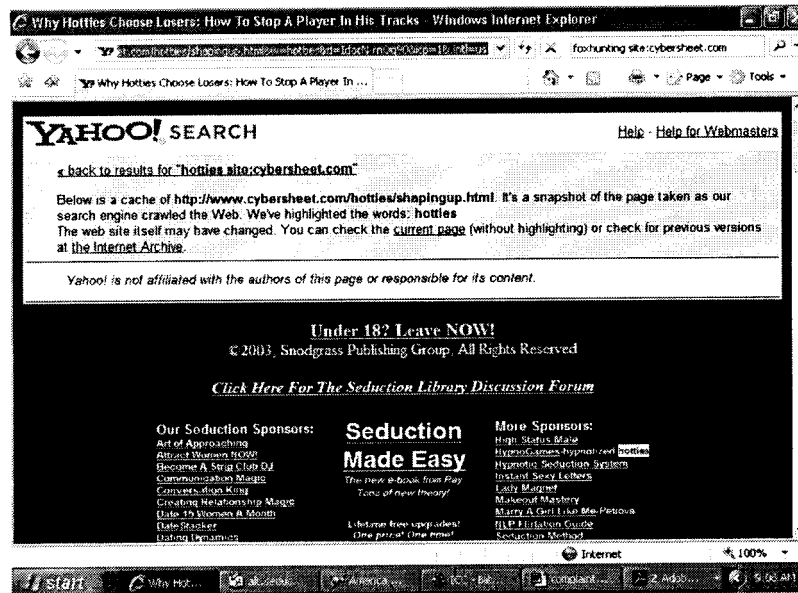 Why Hotties Choose Losers: How To Stop A Player In His Tracks - Windows Internet Explorer
foxhunting site:cybersheet.com
Why Hotties Choose Losers: How To Stop A Player In ...
Page
Tools
YAHOO! SEARCH
Help - Help for Webmasters
« back to results for "hotties site:cybersheet.com"
Below is a cache of http://www.cybersheet.com/hotties/shapingup.html. It's a snapshot of the page taken as our
search engine crawled the Web. We've highlighted the words: hotties
The web site itself may have changed. You can check the current page (without highlighting) or check for previous versions
at the Internet Archive.
Yahoo! is not affiliated with the authors of this page or responsible for its content.
Under 18? Leave NOW!
© 2003, Snodgrass Publishing Group, All Rights Reserved
Click Here For The Seduction Library Discussion Forum
Our Seduction Sponsors:
Art of Approaching
Attract Women NOW!
Become A Strip Club DJ
Communication Magic
Conversation King
Creating Relationship Magic
Date 15 Women A Month
DateStacker
Dating Dynamics
Seduction
Made Easy
The new e-book from Ray
Tons of new theory!
Lifetime free upgrades!
One price! One time!
More Sponsors:
High Status Male
HypnoGames-hypnotized hotties
Hypnotic Seduction System
Instant Sexy Letters
Lady Magnet
Makeout Mastery
Marry A Girl Like Me-Petrova
NLP Flirtation Guide
Seduction Method
Internet
100%
start
Why Hot...
America ...
complaint...
2 Adob...
5:06 AM